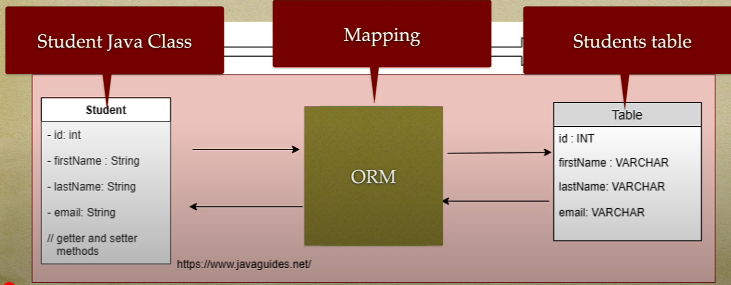 Student Java Class
Mapping
Students table
Student
- id: int
- firstName : String
- lastName: String
- email: String
// getter and setter
methods
ORM
Table
id : INT
firstName : VARCHAR
lastName: VARCHAR
email: VARCHAR
https://www.javaguides.net/